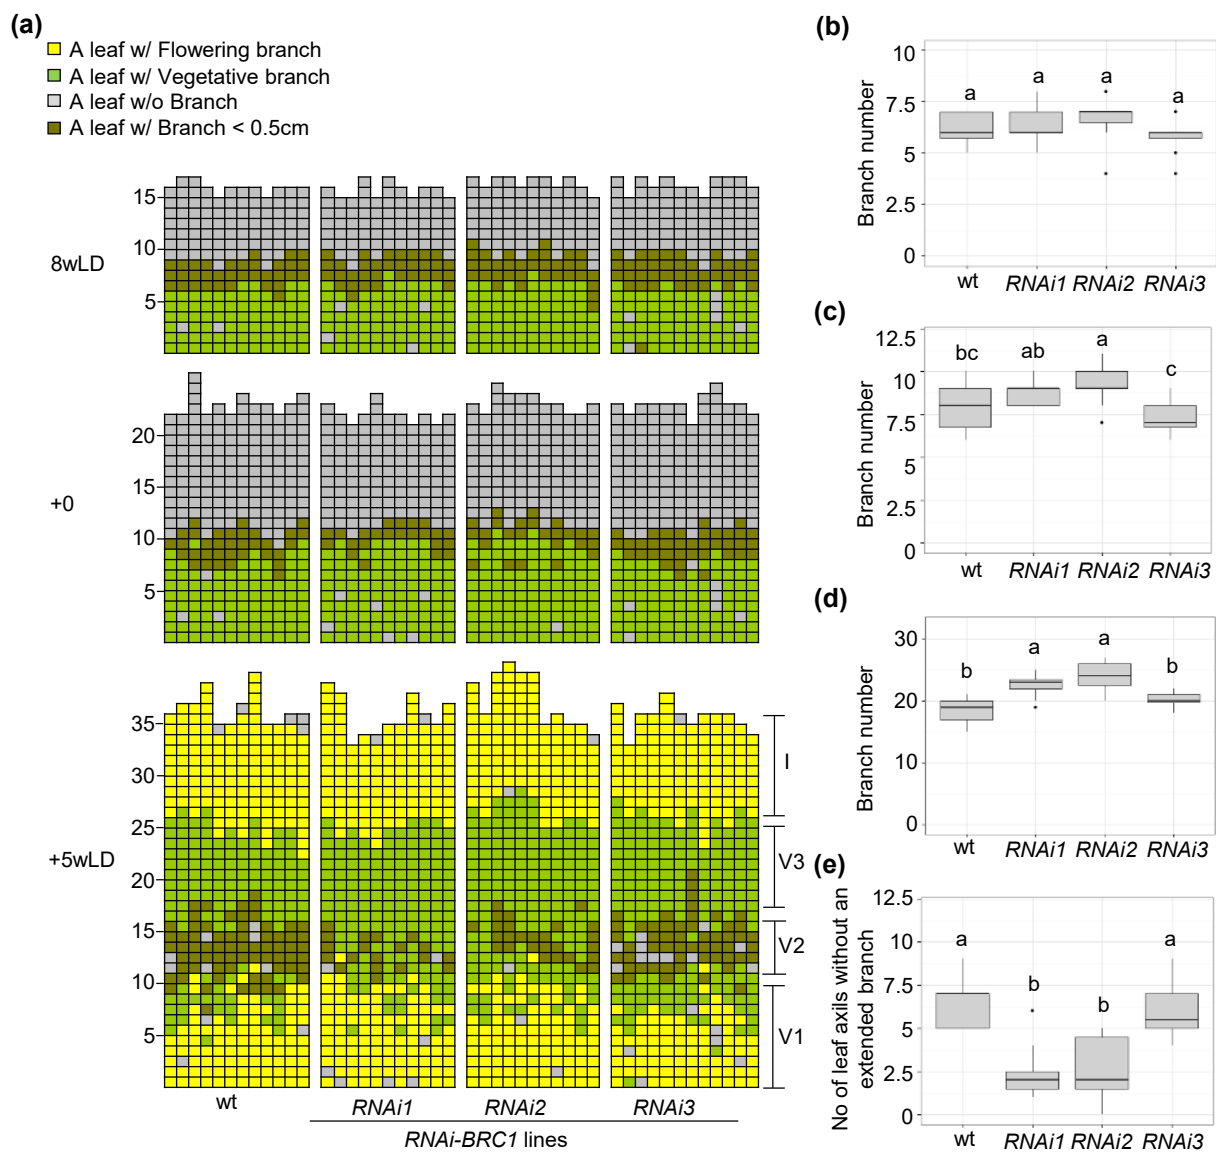 (a)
A leaf w/ Flowering branch
A leaf w/ Vegetative branch
A leaf w/o Branch
A leaf w/ Branch < 0.5cm
15
10
5
8wLD
20
15
10
5
+0
35
30
25
20
15
10
5
+5wLD
I
V3
V2
V1
wt RNAi1 RNAi2 RNAi3
RNAi-BRC1 lines
(b)
Branch number
10
7.5
5
2.5
0
a a a a
wt RNAi1 RNAi2 RNAi3
(c)
Branch number
12.5
10
7.5
5
2.5
0
bc ab a c
wt RNAi1 RNAi2 RNAi3
(d)
Branch number
30
20
10
0
b a a b
wt RNAi1 RNAi2 RNAi3
(e)
No of leaf axils without an
extended branch
12.5
10
7.5
5
2.5
0
a b b a
wt RNAi1 RNAi2 RNAi3